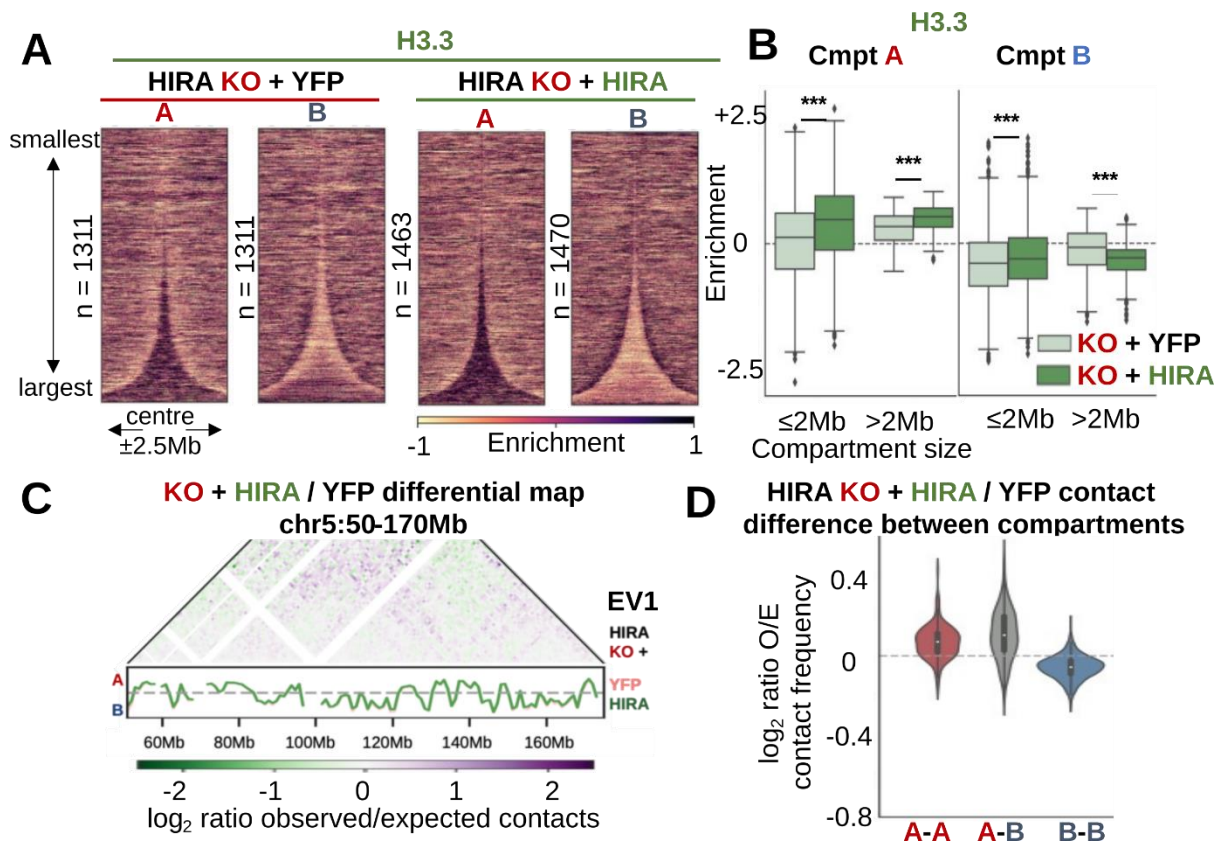 A
H3.3
HIRA KO + YFP
HIRA KO + HIRA
A
B
A
B
smallest
largest
n = 1311
n = 1311
n = 1463
n = 1470
centre
±2.5Mb
-1
Enrichment
1
B
H3.3
Cmpt A
Cmpt B
+2.5
0
-2.5
Enrichment
***
***
***
***
KO + YFP
KO + HIRA
≤2Mb
>2Mb
≤2Mb
>2Mb
Compartment size
C
KO + HIRA / YFP differential map
chr5:50-170Mb
EV1
HIRA
KO +
A
YFP
B
HIRA
60Mb
80Mb
100Mb
120Mb
140Mb
160Mb
-2
-1
0
1
2
log₂ ratio observed/expected contacts
D
HIRA KO + HIRA / YFP contact
difference between compartments
log₂ ratio O/E
contact frequency
0.4
0
-0.4
-0.8
A-A
A-B
B-B